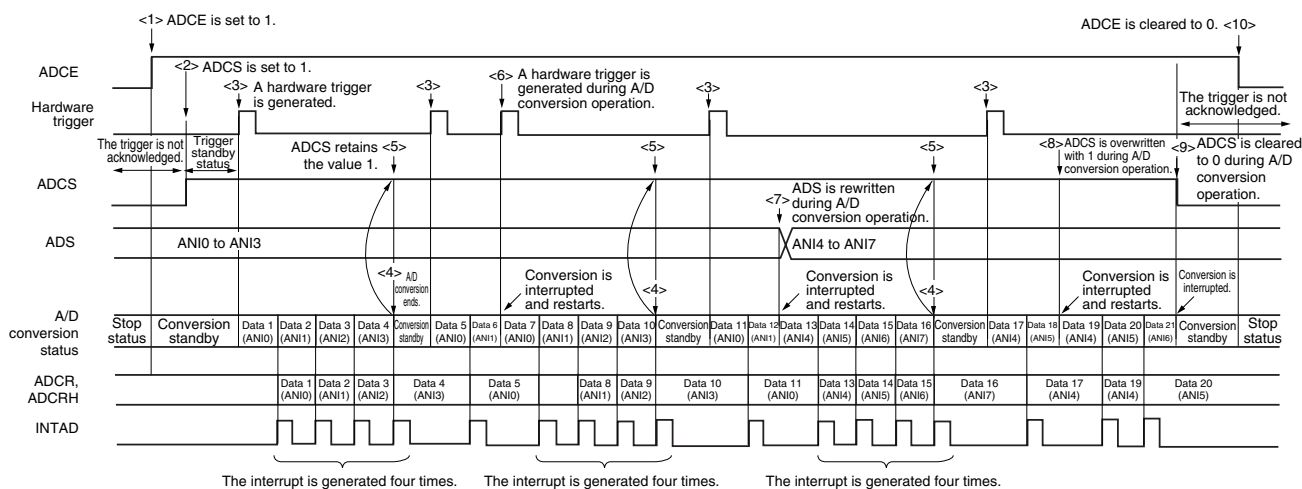 <1> ADCE is set to 1.
ADCE is cleared to 0. <10>
ADCE
<2> ADCS is set to 1.
<3> A hardware trigger
is generated.
<3>
<6> A hardware trigger is
generated during A/D
conversion operation.
<3>
<3>
Hardware
trigger
The trigger is not
acknowledged.
The trigger is not
acknowledged.
Trigger
standby
status
ADCS retains
the value 1.
<5>
<5>
<5>
<8> ADCS is overwritten
with 1 during A/D
conversion operation.
<9> ADCS is cleared
to 0 during A/D
conversion
operation.
ADCS
<7> ADS is rewritten
during A/D
conversion operation.
ADS
ANI0 to ANI3
ANI4 to ANI7
<4> A/D
conversion
ends.
Conversion is
interrupted
and restarts.
<4>
Conversion is
interrupted
and restarts.
<4>
Conversion is
interrupted
and restarts.
Conversion is
interrupted.
A/D
conversion
status
Stop
status
Conversion
standby
Data 1
(ANI0)
Data 2
(ANI1)
Data 3
(ANI2)
Data 4
(ANI3)
Conversion
standby
Data 5
(ANI0)
Data 6
(ANI1)
Data 7
(ANI0)
Data 8
(ANI1)
Data 9
(ANI2)
Data 10
(ANI3)
Conversion
standby
Data 11
(ANI0)
Data 12
(ANI1)
Data 13
(ANI4)
Data 14
(ANI5)
Data 15
(ANI6)
Data 16
(ANI7)
Conversion
standby
Data 17
(ANI4)
Data 18
(ANI5)
Data 19
(ANI4)
Data 20
(ANI5)
Data 21
(ANI6)
Conversion
standby
Stop
status
ADCR,
ADCRH
Data 1
(ANI0)
Data 2
(ANI1)
Data 3
(ANI2)
Data 4
(ANI3)
Data 5
(ANI0)
Data 8
(ANI1)
Data 9
(ANI2)
Data 10
(ANI3)
Data 11
(ANI0)
Data 13
(ANI4)
Data 14
(ANI5)
Data 15
(ANI6)
Data 16
(ANI7)
Data 17
(ANI4)
Data 19
(ANI4)
Data 20
(ANI5)
INTAD
The interrupt is generated four times.
The interrupt is generated four times.
The interrupt is generated four times.